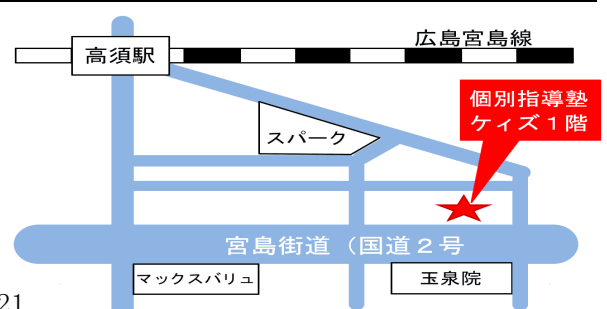 広島宮島線
高須駅
個別指導塾
ケィズ１階
スパーク
宮島街道（国道２号
マックスバリュ
玉泉院
21